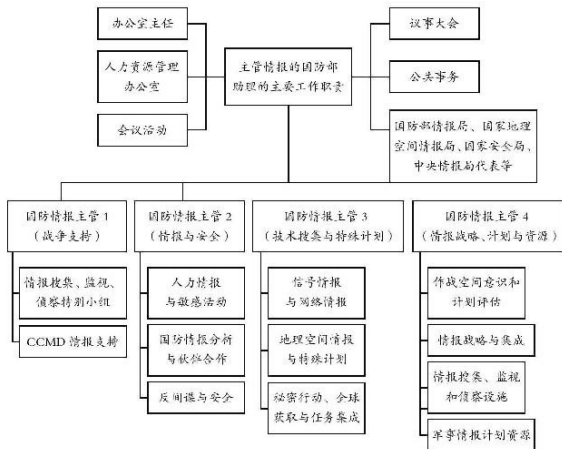 办公室主任
议事大会
主管情报的国防部
助理的主要工作职责
人力资源管理
办公室
公共事务
会议活动
国防部情报局、国家地理
空间情报局、国家安全局、
中央情报局代表等
国防情报主管 1
（战争支持）
国防情报主管 2
（情报与安全）
国防情报主管 3
（技术搜集与特殊计划）
国防情报主管 4
（情报战略、计划与资源）
情报搜集、监视、
侦察特别小组
CCMD 情报支持
人力情报
与敏感活动
国防情报分析
与伙伴合作
反间谍与安全
信号情报
与网络情报
地理空间情报
与特殊计划
秘密行动、全球
获取与任务集成
作战空间意识和
计划评估
情报战略与集成
情报搜集、监视
和侦察设施
军事情报计划资源